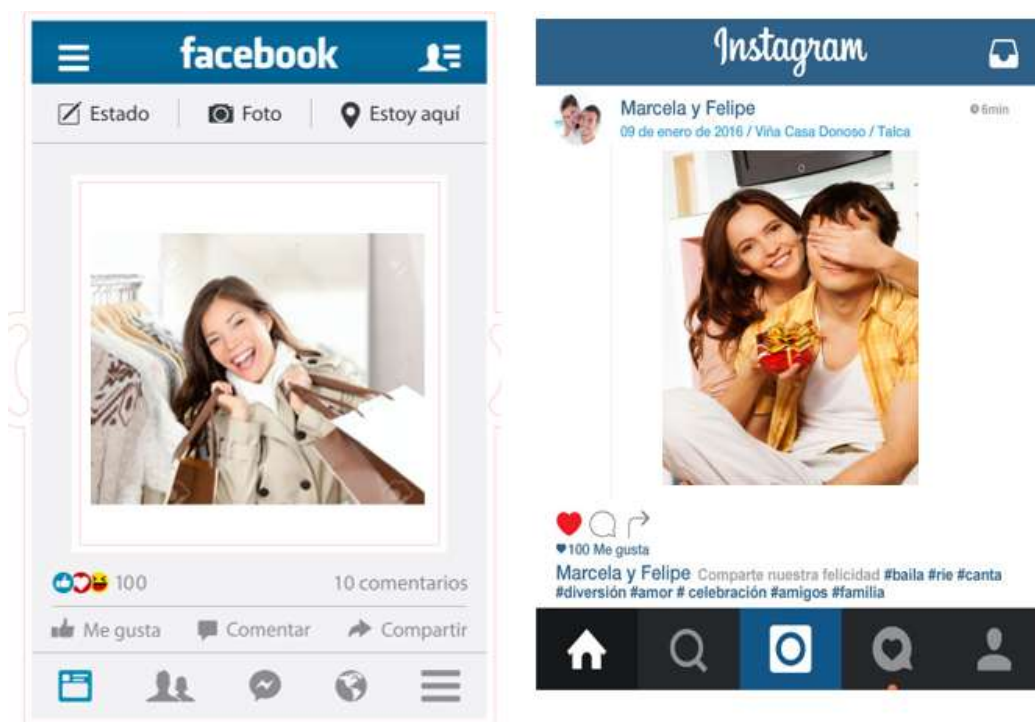 facebook
Estado
Foto
Estoy aquí
100
10 comentarios
Me gusta
Comentar
Compartir
Instagram
Marcela y Felipe
6min
09 de enero de 2016 / Viña Casa Donoso / Talca
100 Me gusta
Marcela y Felipe Comparte nuestra felicidad #baila #rie #canta
#diversión #amor # celebración #amigos #familia